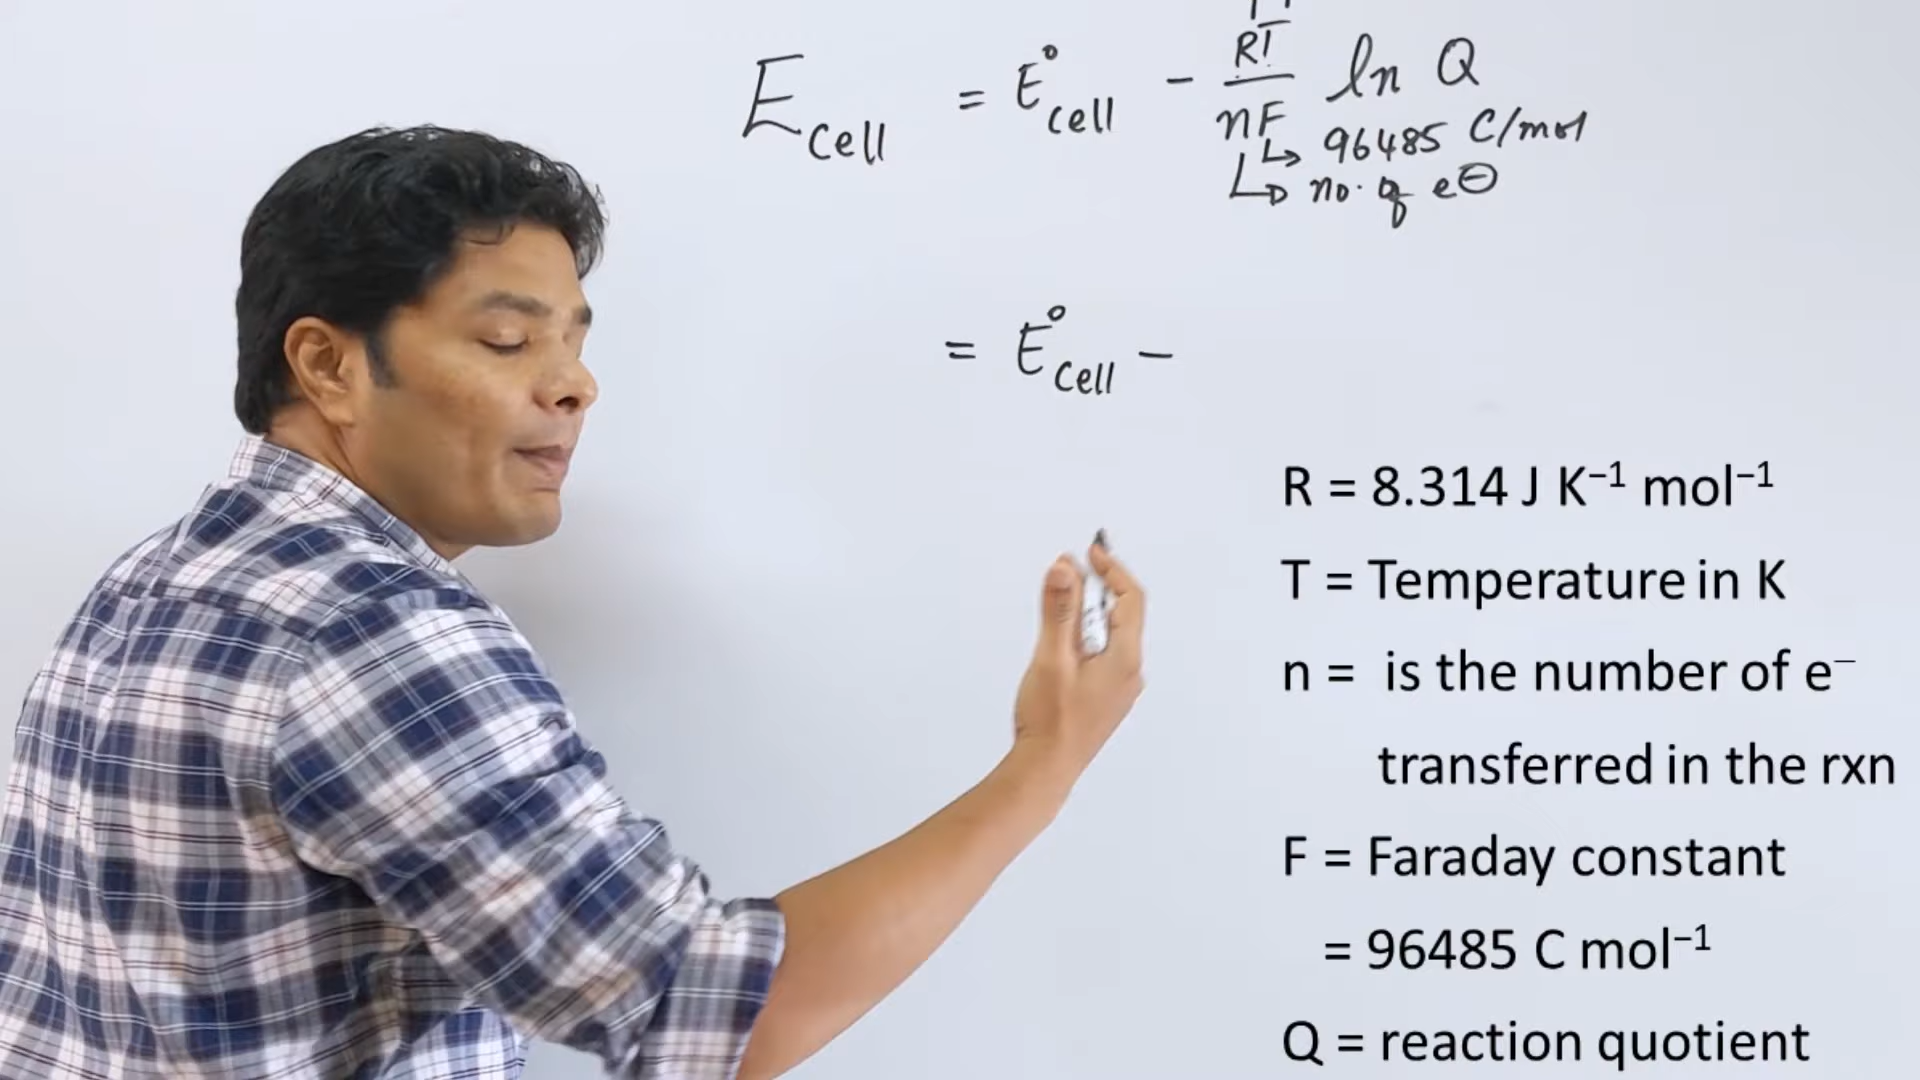 E cell = E° cell − RT/nF ln Q
↳ 96485 C/mol
↳ no. of e⊖
= E° cell −
R = 8.314 J K⁻¹ mol⁻¹
T = Temperature in K
n = is the number of e⁻
transferred in the rxn
F = Faraday constant
= 96485 C mol⁻¹
Q = reaction quotient